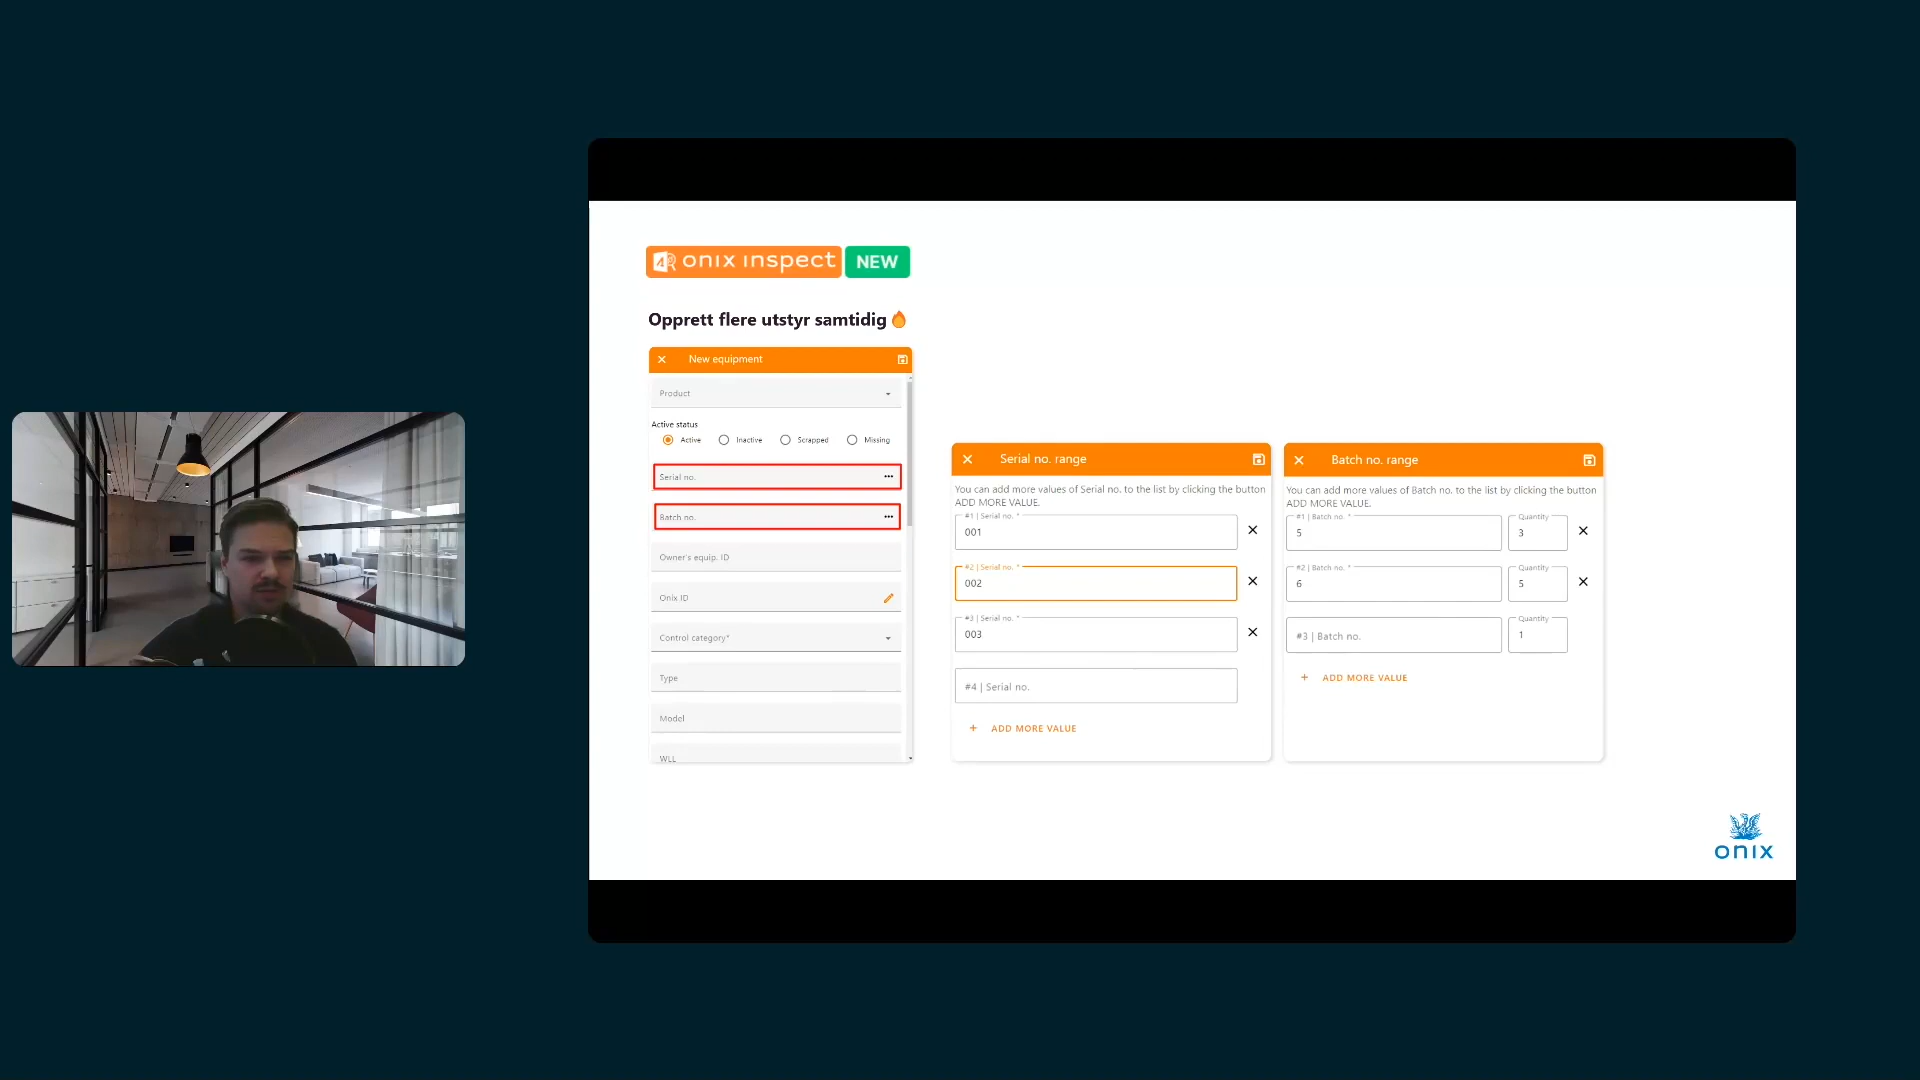 onix inspect NEW
Opprett flere utstyr samtidig
New equipment
Product
Active status
Active Inactive Scrapped Missing
Serial no.
Batch no.
Owner's equip. ID
Onix ID
Control category*
Type
Model
WLL
Serial no. range
You can add more values of Serial no. to the list by clicking the button
ADD MORE VALUE.
#1 | Serial no. *
001
#2 | Serial no. *
002
#3 | Serial no. *
003
#4 | Serial no.
+ ADD MORE VALUE
Batch no. range
You can add more values of Batch no. to the list by clicking the button
ADD MORE VALUE.
#1 | Batch no. * Quantity
5 3
#2 | Batch no. * Quantity
6 5
Quantity
#3 | Batch no. 1
+ ADD MORE VALUE
onix